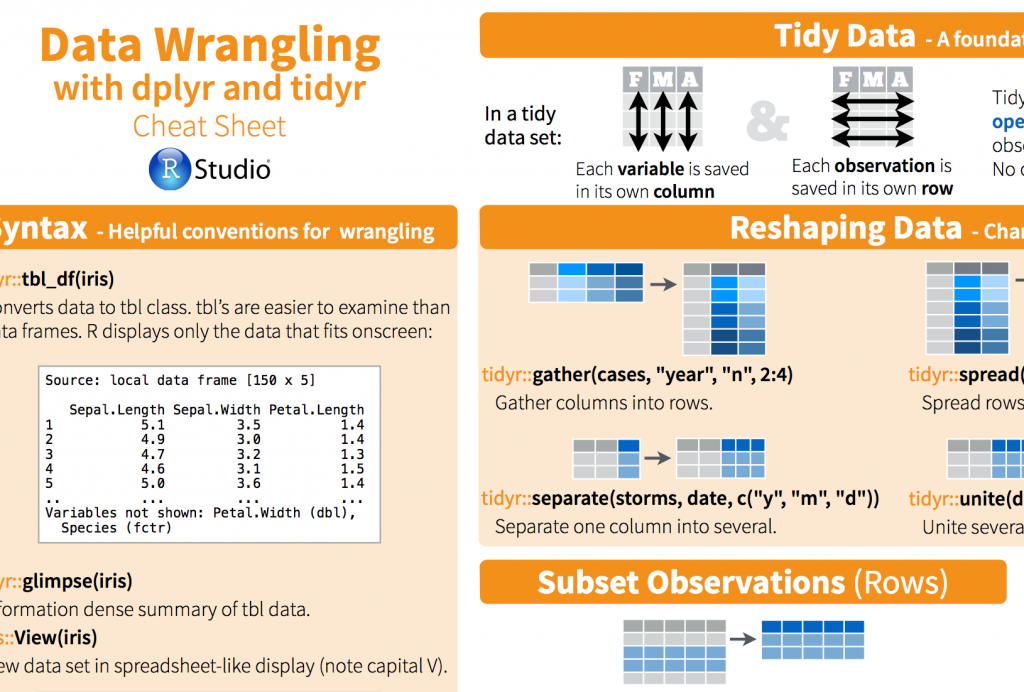 Data Wrangling
with dplyr and tidyr
Cheat Sheet
R Studio®
Syntax - Helpful conventions for wrangling
yr::tbl_df(iris)
onverts data to tbl class. tbl's are easier to examine than
ata frames. R displays only the data that fits onscreen:
Source: local data frame [150 x 5]
Sepal.Length Sepal.Width Petal.Length
1 5.1 3.5 1.4
2 4.9 3.0 1.4
3 4.7 3.2 1.3
4 4.6 3.1 1.5
5 5.0 3.6 1.4
.. ... ... ...
Variables not shown: Petal.Width (dbl),
Species (fctr)
yr::glimpse(iris)
formation dense summary of tbl data.
s::View(iris)
ew data set in spreadsheet-like display (note capital V).
Tidy Data - A foundat
In a tidy
data set:
F M A
Each variable is saved
in its own column
&
F M A
Each observation is
saved in its own row
Tidy
ope
obse
No o
Reshaping Data - Chan
tidyr::gather(cases, "year", "n", 2:4)
Gather columns into rows.
tidyr::spread(
Spread rows
tidyr::separate(storms, date, c("y", "m", "d"))
Separate one column into several.
tidyr::unite(d
Unite severa
Subset Observations (Rows)